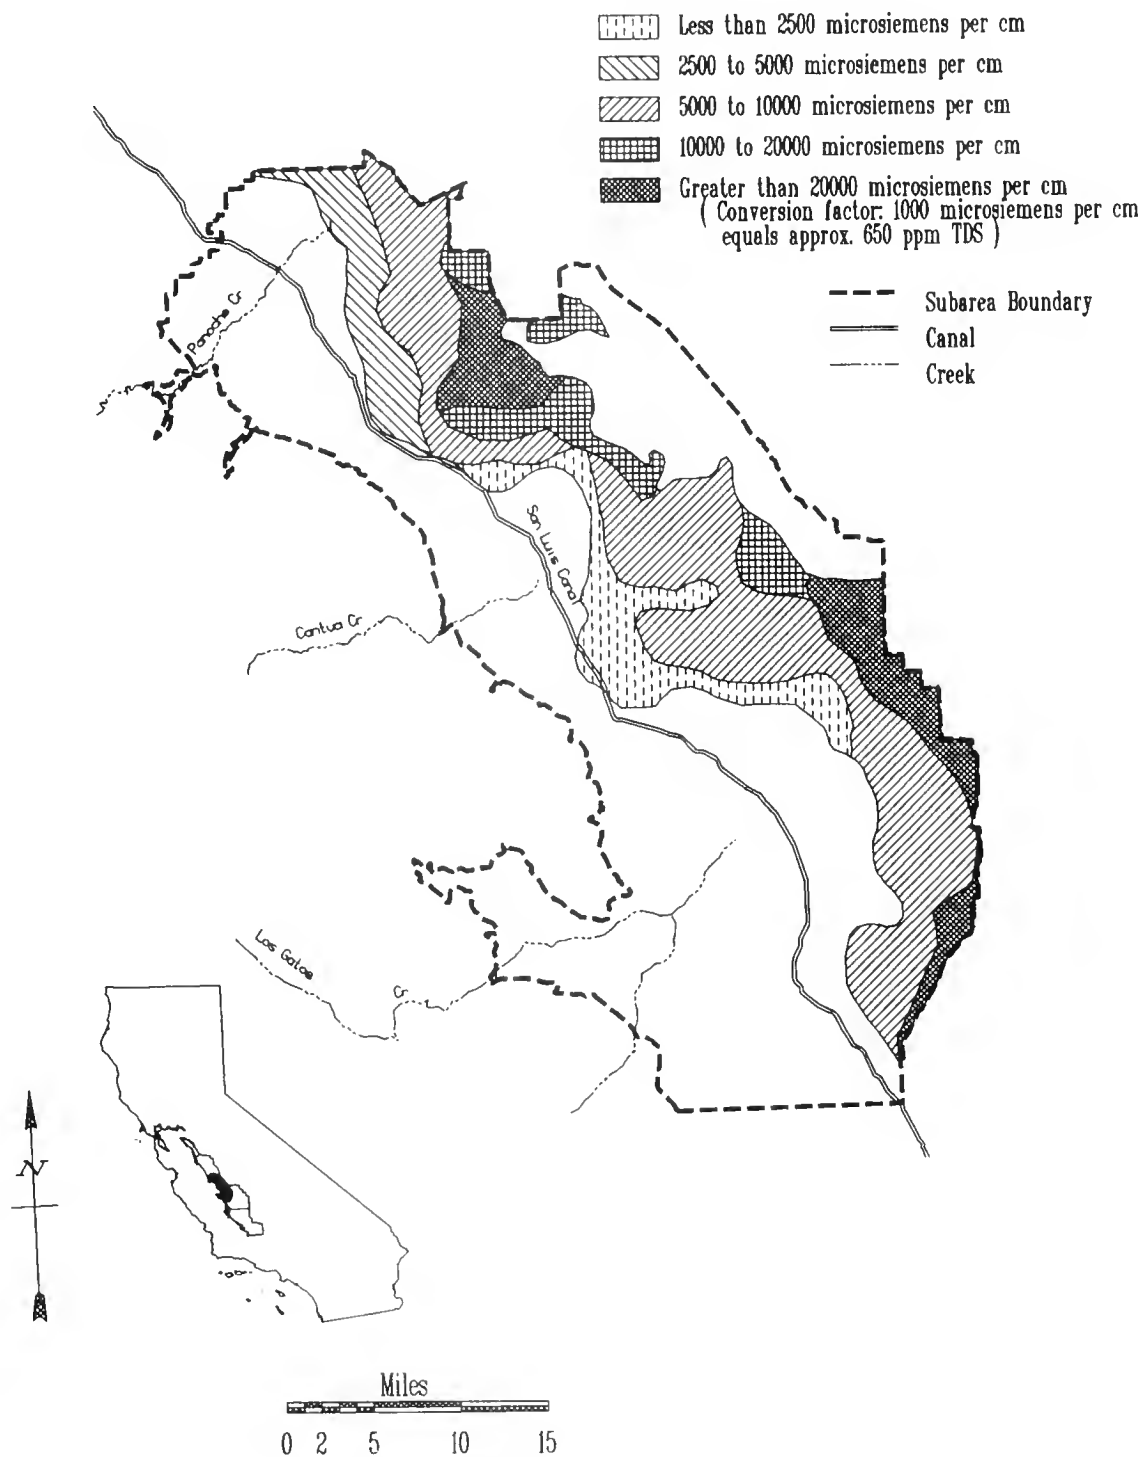 Less than 2500 microsiemens per cm
2500 to 5000 microsiemens per cm
5000 to 10000 microsiemens per cm
10000 to 20000 microsiemens per cm
Greater than 20000 microsiemens per cm
( Conversion factor: 1000 microsiemens per cm
equals approx. 650 ppm TDS )
Subarea Boundary
Canal
Creek
Panoche Cr
San Luis Canal
Cantua Cr
Los Gatos
Cr
N
Miles
0 2 5 10 15